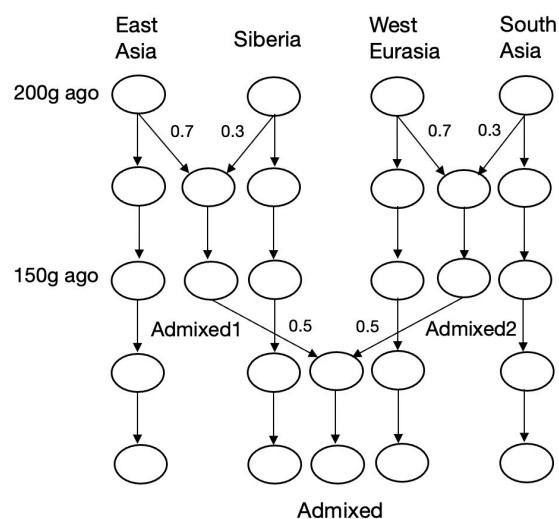 East
Asia
Siberia
West
Eurasia
South
Asia
200g ago
0.7
0.3
0.7
0.3
150g ago
Admixed1
0.5
0.5
Admixed2
Admixed